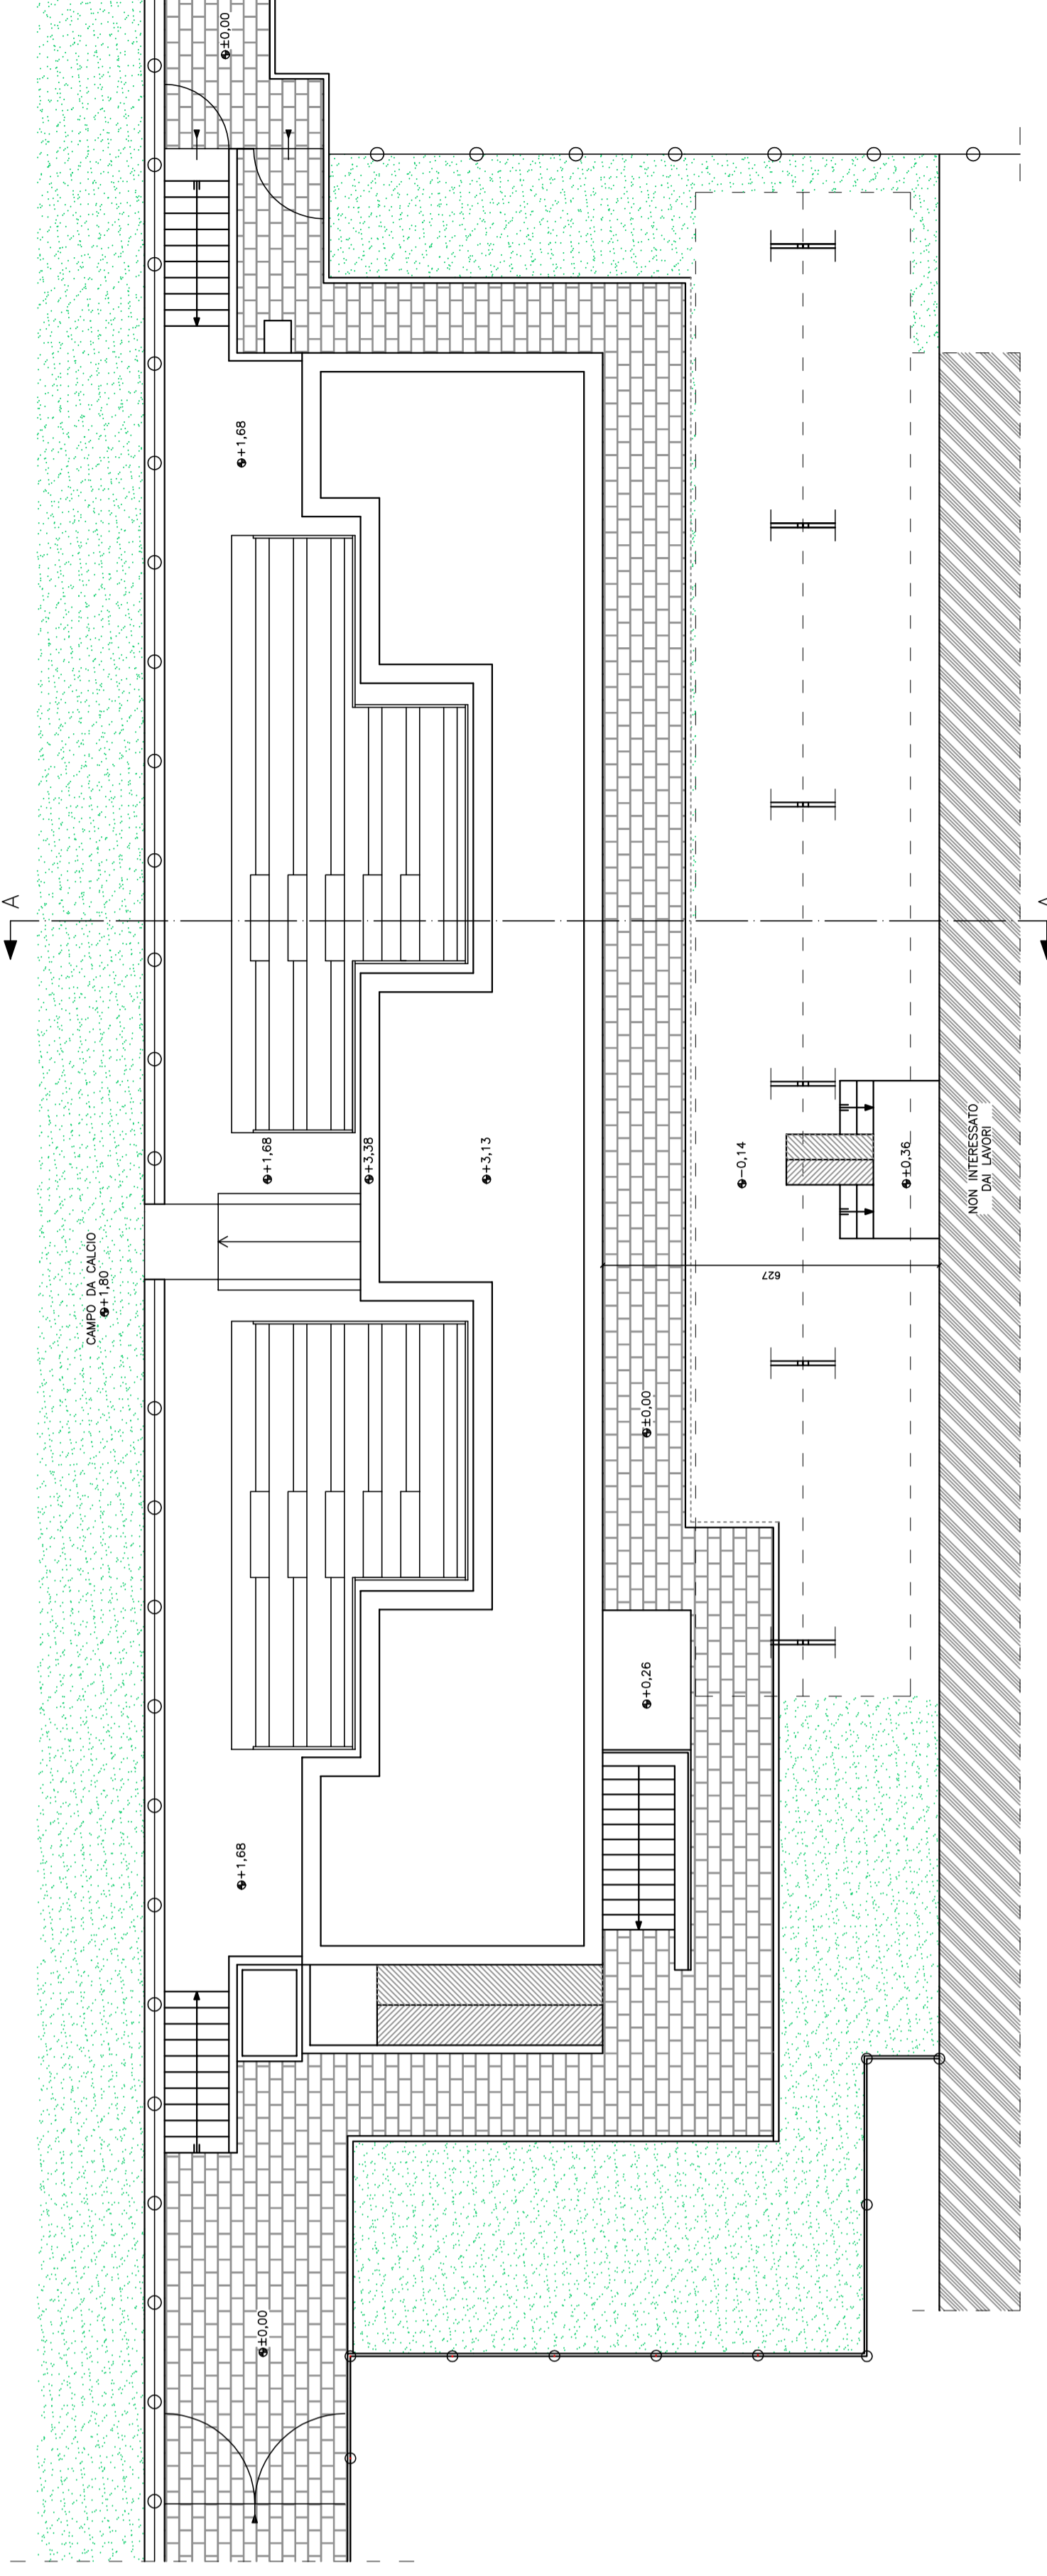 ±0,00
+1,68
A
A
+1,68
+3,38
+3,13
-0,14
±0,36
NON INTERESSATO
DAI LAVORI
CAMPO DA CALCIO
+1,80
627
±0,00
+0,26
+1,68
±0,00